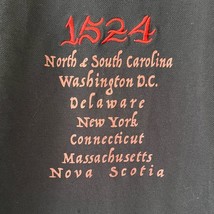 1524
North & South Carolina
Washington D.C.
Delaware
New York
Connecticut
Massachusetts
Nova Scotia